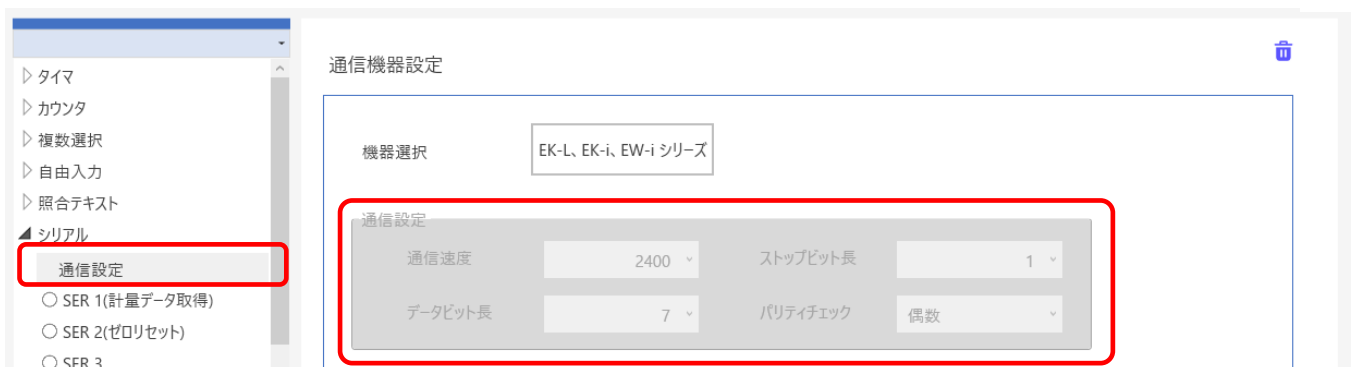 タイマ
カウンタ
複数選択
自由入力
照合テキスト
シリアル
通信設定
SER 1(計量データ取得)
SER 2(ゼロリセット)
SER 3
通信機器設定
機器選択
EK-L、EK-i、EW-i シリーズ
通信設定
通信速度 2400 ストップビット長 1
データビット長 7 パリティチェック 偶数